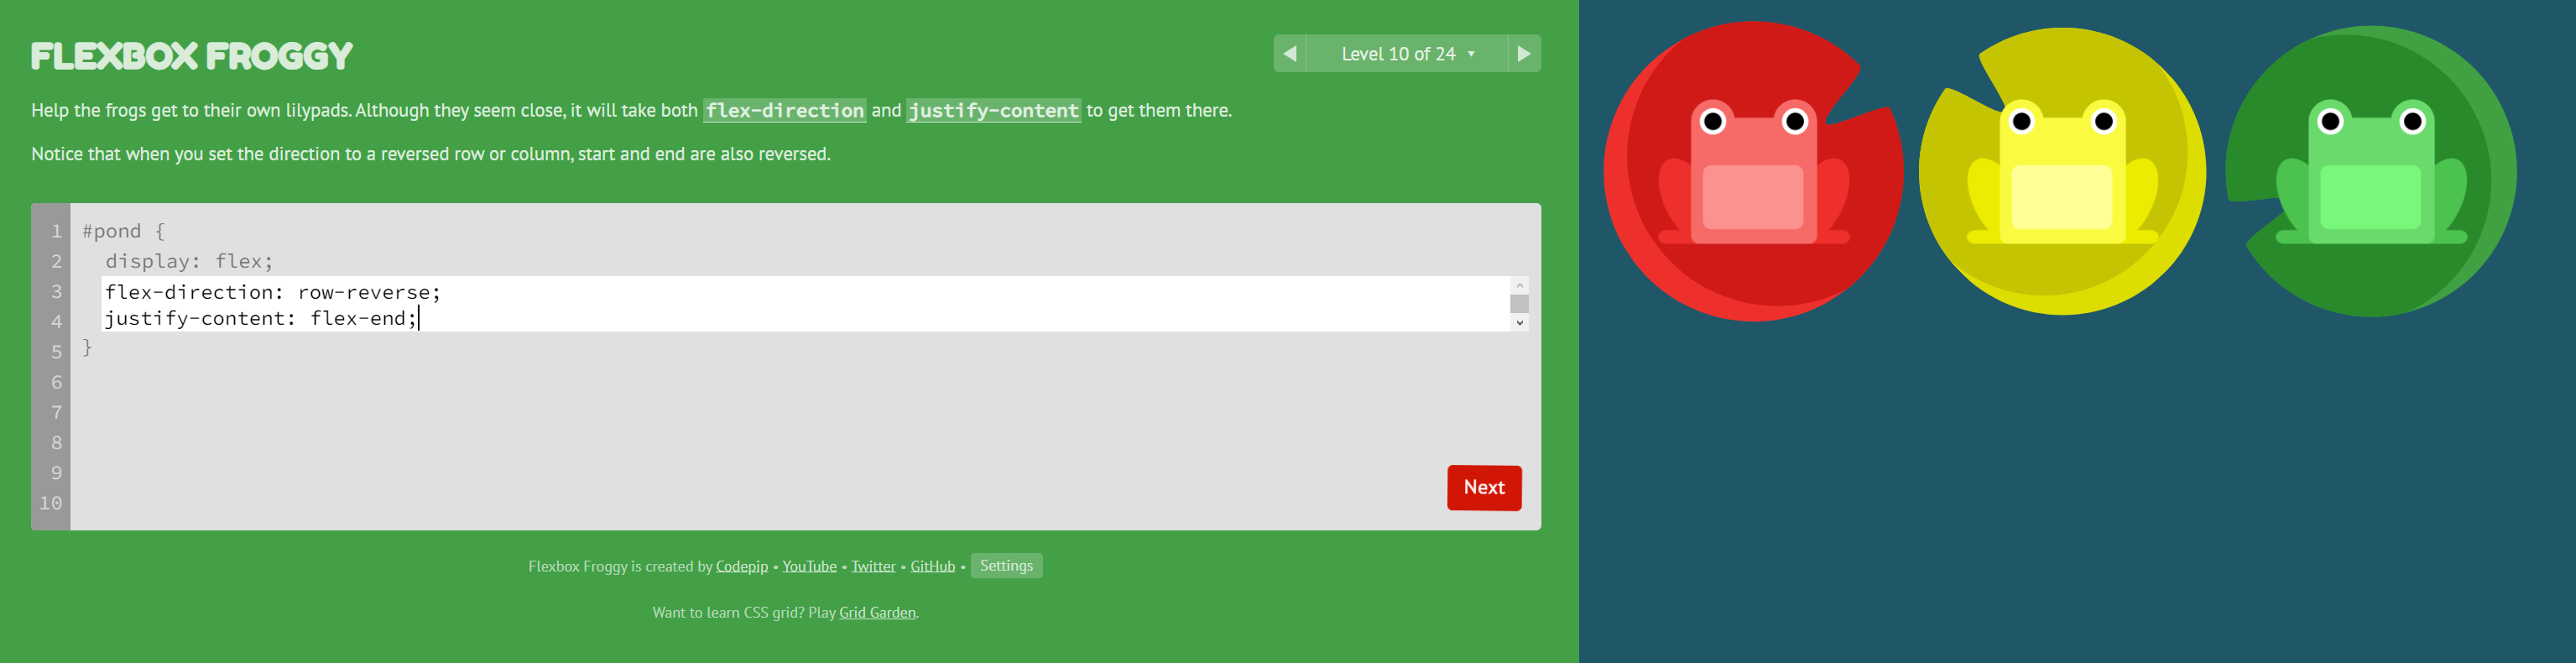 FLEXBOX FROGGY
Level 10 of 24
Help the frogs get to their own lilypads. Although they seem close, it will take both flex-direction and justify-content to get them there.
Notice that when you set the direction to a reversed row or column, start and end are also reversed.
1 #pond {
2 display: flex;
3 flex-direction: row-reverse;
4 justify-content: flex-end;
5 }
6
7
8
9
10
Next
Flexbox Froggy is created by Codepip • YouTube • Twitter • GitHub • Settings
Want to learn CSS grid? Play Grid Garden.